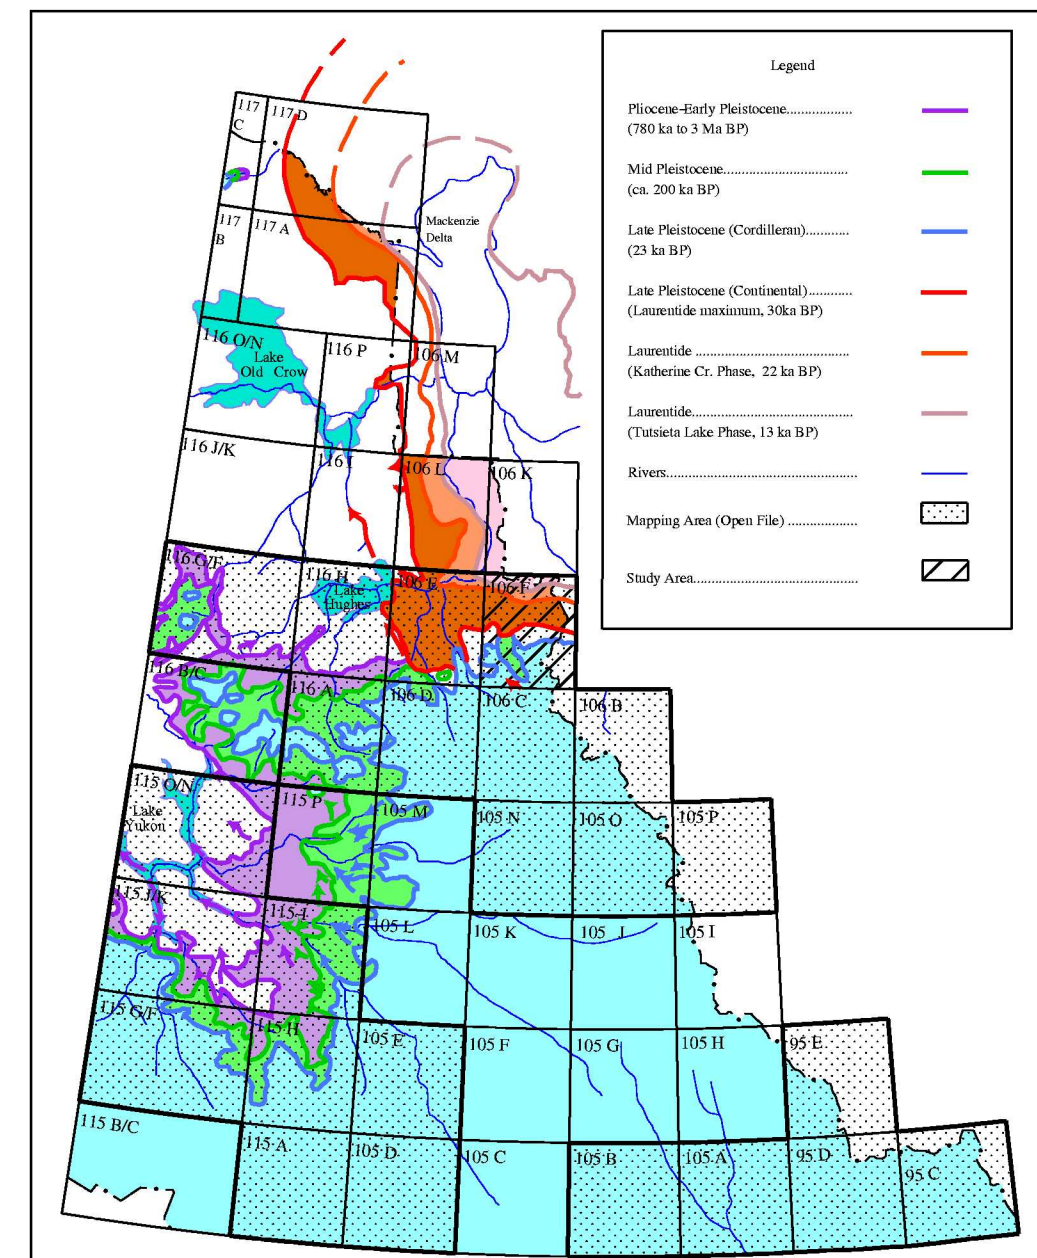 Legend
Pliocene-Early Pleistocene..................
(780 ka to 3 Ma BP)
Mid Pleistocene..................................
(ca. 200 ka BP)
Late Pleistocene (Cordilleran)............
(23 ka BP)
Late Pleistocene (Continental)............
(Laurentide maximum, 30ka BP)
Laurentide ..........................................
(Katherine Cr. Phase, 22 ka BP)
Laurentide............................................
(Tutsieta Lake Phase, 13 ka BP)
Rivers....................................................
Mapping Area (Open File) ...................
Study Area.............................................
117 C
117 D
117 B
117 A
Mackenzie
Delta
116 O/N
Lake
Old Crow
116 P
106 M
116 J/K
116 I
106 L
106 K
116 G/F
116 H
Lake
Hughes
106 E
106 F
116 B/C
116 A
106 D
106 C
106 B
115 O/N
Lake
Yukon
115 P
105 M
105 N
105 O
105 P
115 J/K
115 I
105 L
105 K
105 J
105 I
115 G/F
115 H
105 E
105 F
105 G
105 H
95 E
115 B/C
115 A
105 D
105 C
105 B
105 A
95 D
95 C